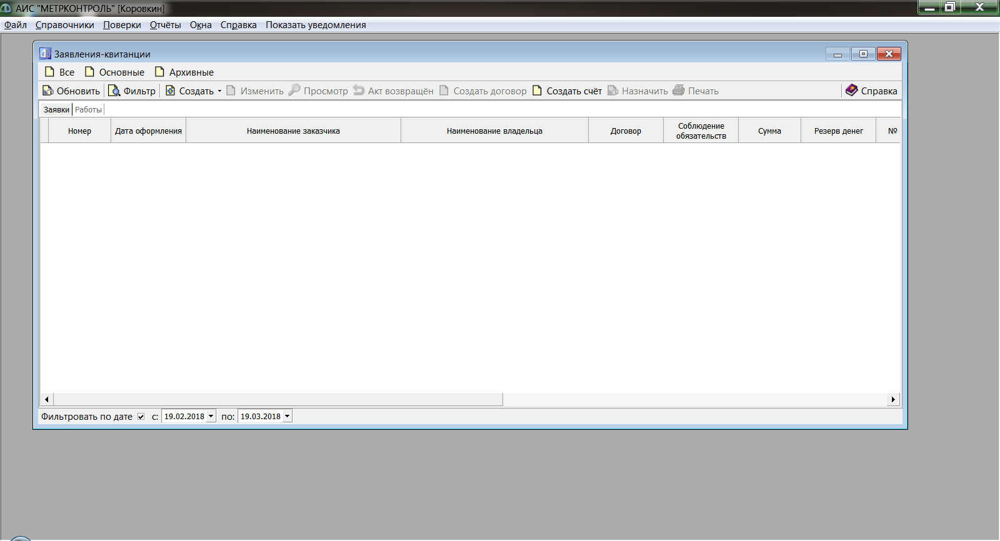 АИС "МЕТРКОНТРОЛЬ" [Коровкин]
Файл Справочники Поверки Отчёты Окна Справка Показать уведомления
Заявления-квитанции
Все Основные Архивные
Обновить Фильтр Создать Изменить Просмотр Акт возвращён Создать договор Создать счёт Назначить Печать Справка
Заявки Работы
Номер Дата оформления Наименование заказчика Наименование владельца Договор Соблюдение обязательств Сумма Резерв денег №
Фильтровать по дате с: 19.02.2018 по: 19.03.2018